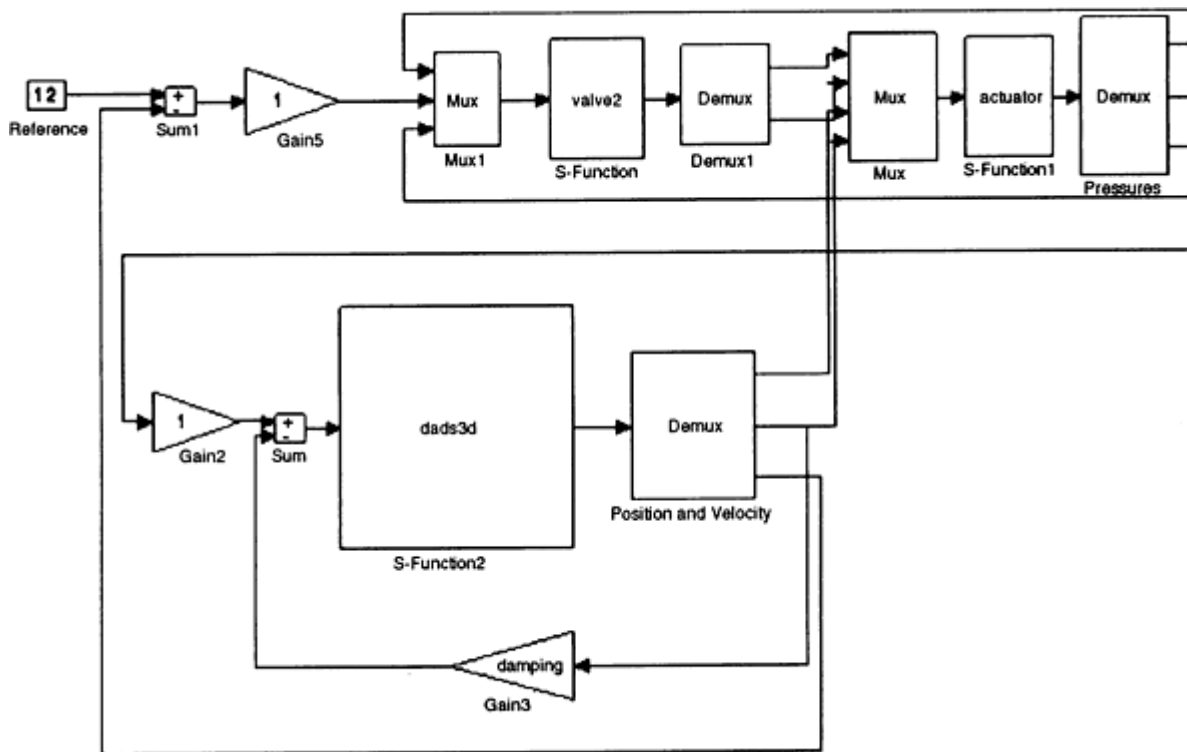 12
Reference
+
-
Sum1
1
Gain5
Mux
Mux1
valve2
S-Function
Demux
Demux1
Mux
Mux
actuator
S-Function1
Demux
Pressures
1
Gain2
+
-
Sum
dads3d
S-Function2
Demux
Position and Velocity
damping
Gain3